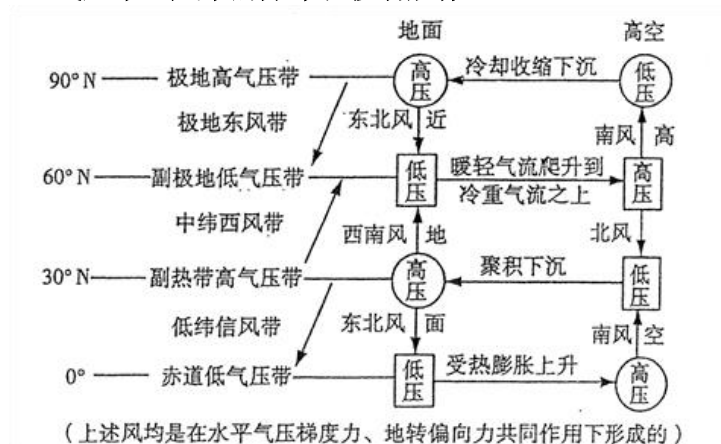 地面 高空
90°N 极地高气压带 高压 冷却收缩下沉 低压
极地东风带 东北风 近 南风 高
60°N 副极地低气压带 低压 暖轻气流爬升到冷重气流之上 高压
中纬西风带 西南风 地 北风
30°N 副热带高气压带 高压 聚积下沉 低压
低纬信风带 东北风 面 南风 空
0° 赤道低气压带 低压 受热膨胀上升 高压
(上述风均是在水平气压梯度力、地转偏向力共同作用下形成的)